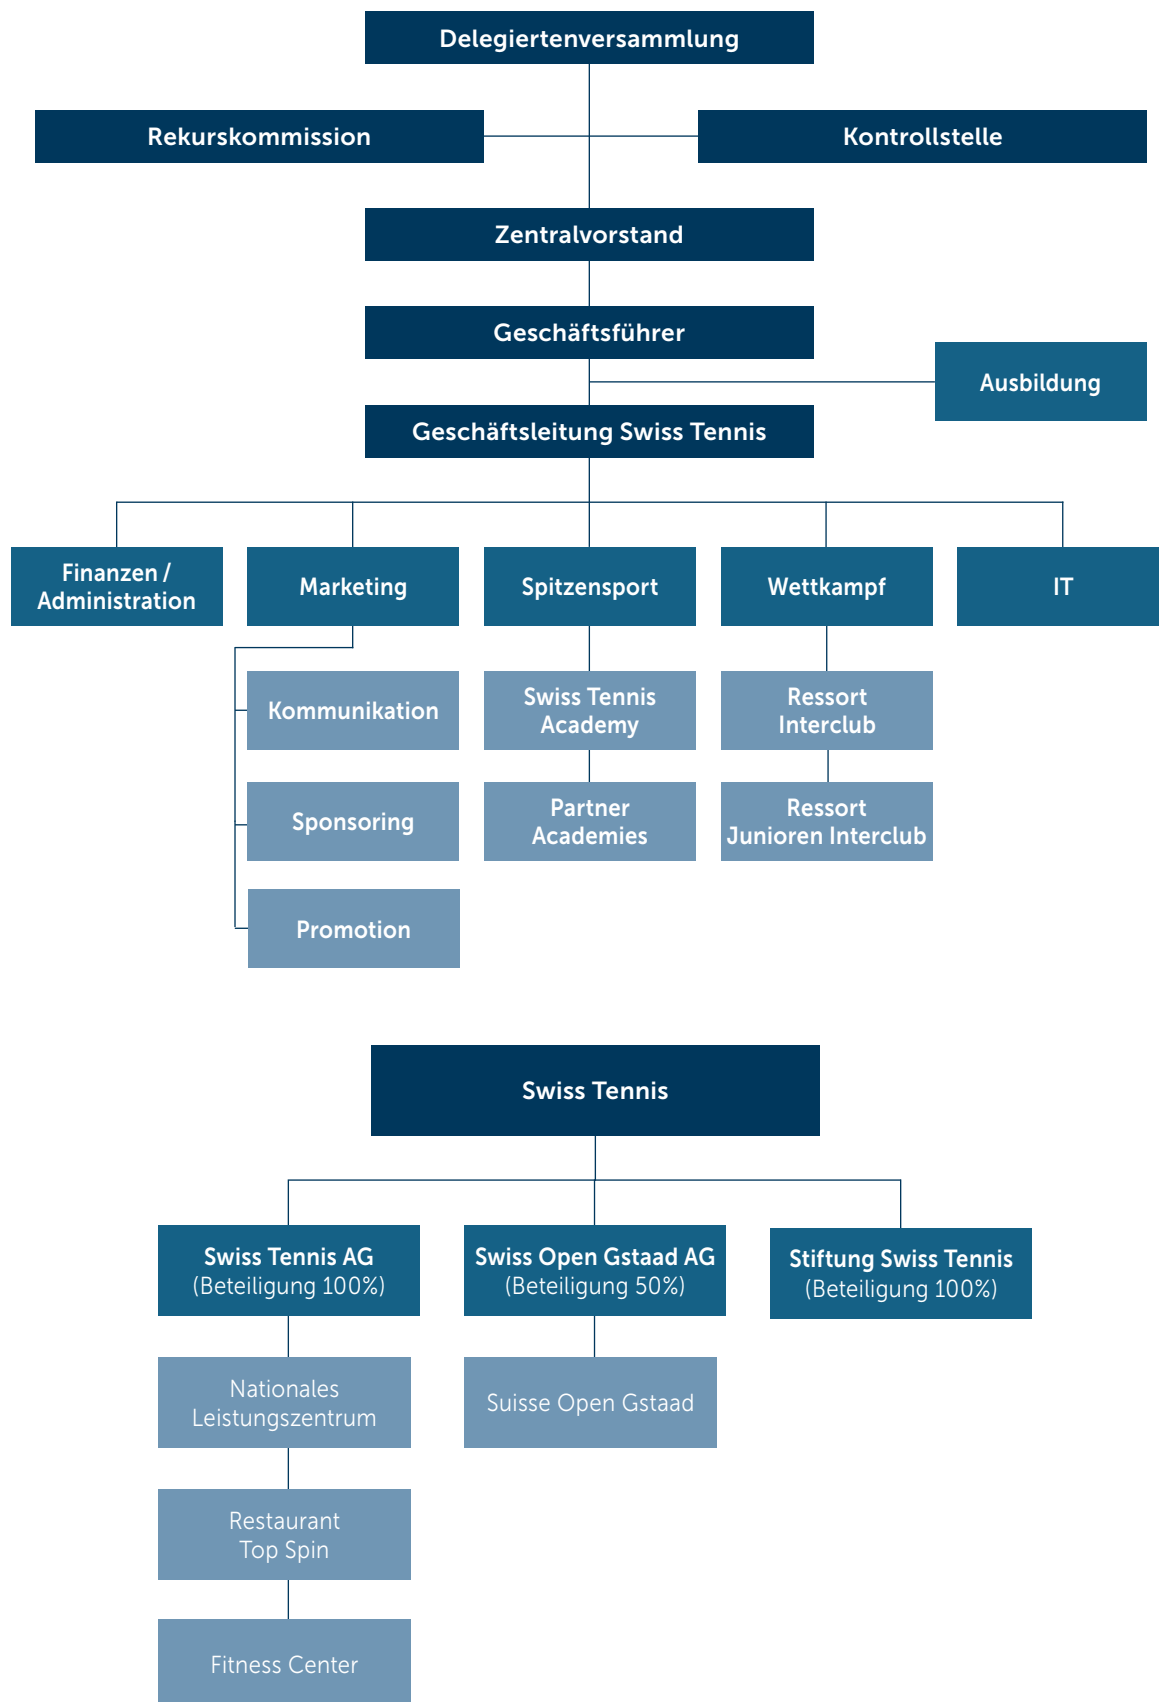 Delegiertenversammlung
Rekurskommission
Kontrollstelle
Zentralvorstand
Geschäftsführer
Ausbildung
Geschäftsleitung Swiss Tennis
Finanzen /
Administration
Marketing
Spitzensport
Wettkampf
IT
Kommunikation
Swiss Tennis
Academy
Ressort
Interclub
Sponsoring
Partner
Academies
Ressort
Junioren Interclub
Promotion
Swiss Tennis
Swiss Tennis AG
(Beteiligung 100%)
Swiss Open Gstaad AG
(Beteiligung 50%)
Stiftung Swiss Tennis
(Beteiligung 100%)
Nationales
Leistungszentrum
Suisse Open Gstaad
Restaurant
Top Spin
Fitness Center